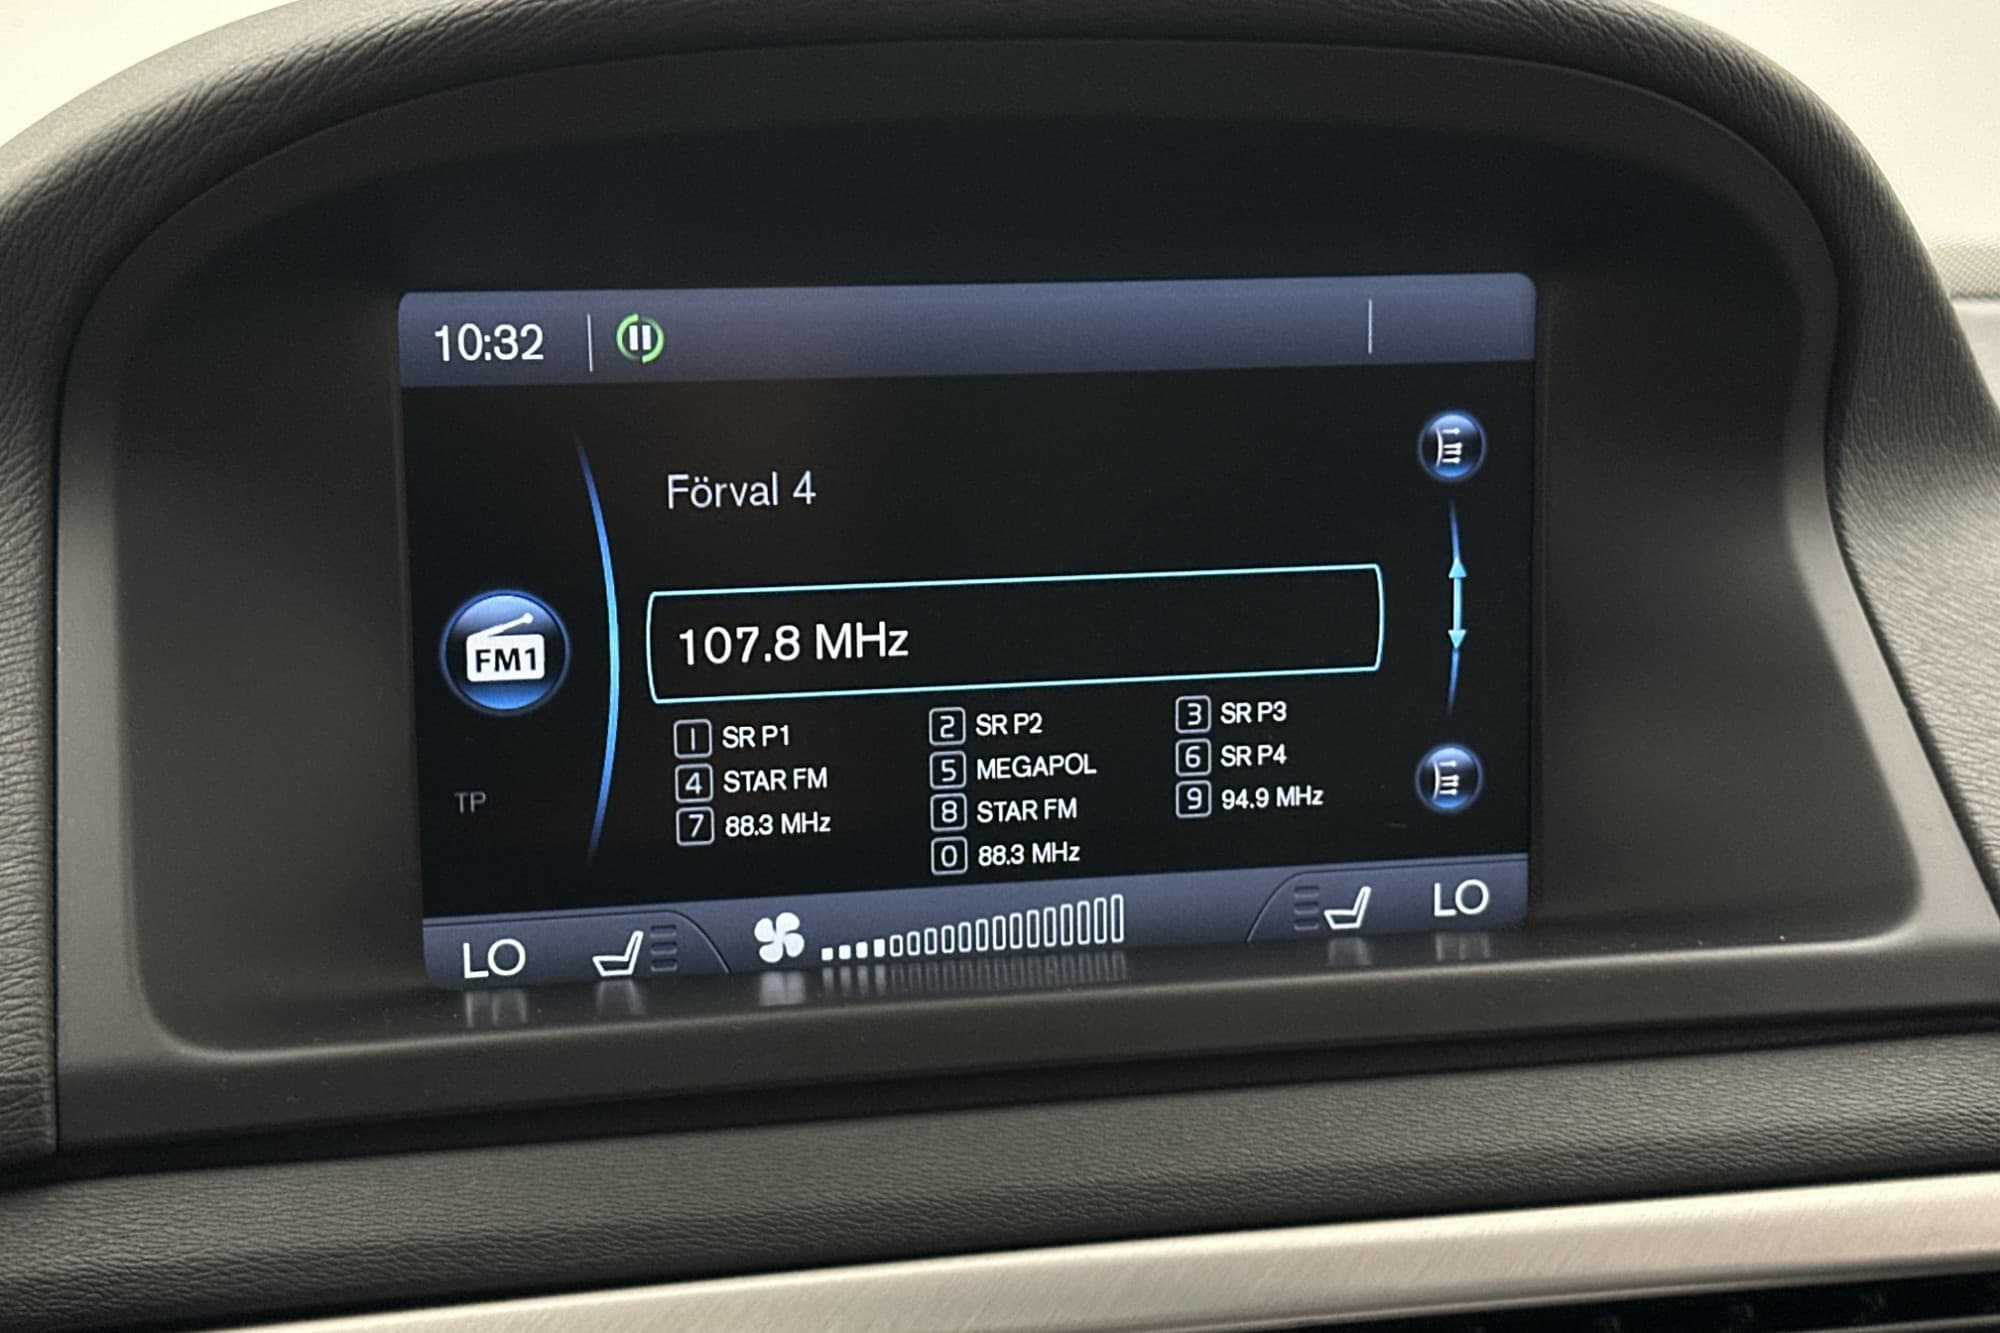 10:32
Förval 4
FM1
107.8 MHz
1 SR P1 2 SR P2 3 SR P3
4 STAR FM 5 MEGAPOL 6 SR P4
7 88.3 MHz 8 STAR FM 9 94.9 MHz
0 88.3 MHz
TP
LO LO